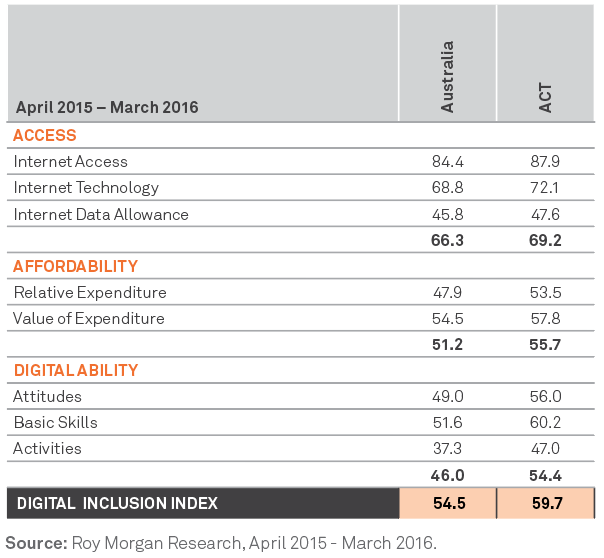 Australia
ACT
April 2015 – March 2016
ACCESS
Internet Access 84.4 87.9
Internet Technology 68.8 72.1
Internet Data Allowance 45.8 47.6
66.3 69.2
AFFORDABILITY
Relative Expenditure 47.9 53.5
Value of Expenditure 54.5 57.8
51.2 55.7
DIGITAL ABILITY
Attitudes 49.0 56.0
Basic Skills 51.6 60.2
Activities 37.3 47.0
46.0 54.4
DIGITAL INCLUSION INDEX 54.5 59.7
Source: Roy Morgan Research, April 2015 - March 2016.